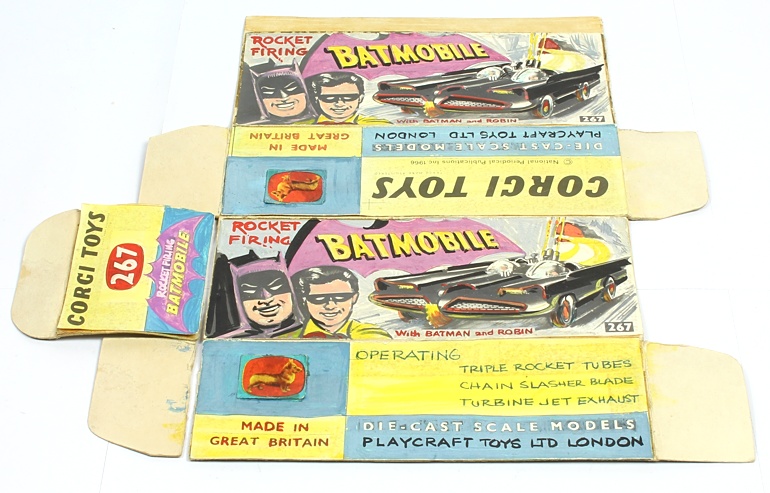 ROCKET
FIRING
BATMOBILE
With BATMAN and ROBIN
267
DIE-CAST SCALE MODELS
PLAYCRAFT TOYS LTD LONDON
MADE IN
GREAT BRITAIN
© National Periodical Publications Inc. 1966
CORGI TOYS
CORGI TOYS
267
ROCKET FIRING
BATMOBILE
ROCKET
FIRING
BATMOBILE
With BATMAN and ROBIN
267
OPERATING
TRIPLE ROCKET TUBES
CHAIN SLASHER BLADE
TURBINE JET EXHAUST
MADE IN
GREAT BRITAIN
DIE-CAST SCALE MODELS
PLAYCRAFT TOYS LTD LONDON